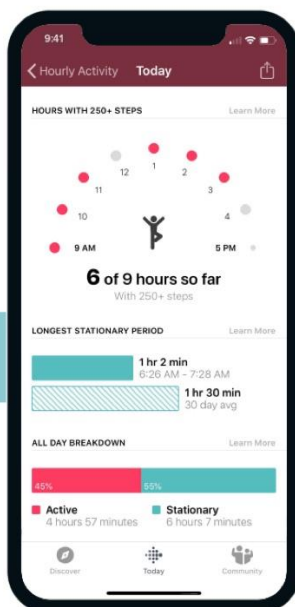 9:41
Hourly Activity Today
HOURS WITH 250+ STEPS Learn More
1
12 2
11 3
10 4
9 AM 5 PM
6 of 9 hours so far
With 250+ steps
LONGEST STATIONARY PERIOD Learn More
1 hr 2 min
6:26 AM - 7:28 AM
1 hr 30 min
30 day avg
ALL DAY BREAKDOWN Learn More
45% 55%
Active Stationary
4 hours 57 minutes 6 hours 7 minutes
Discover Today Community